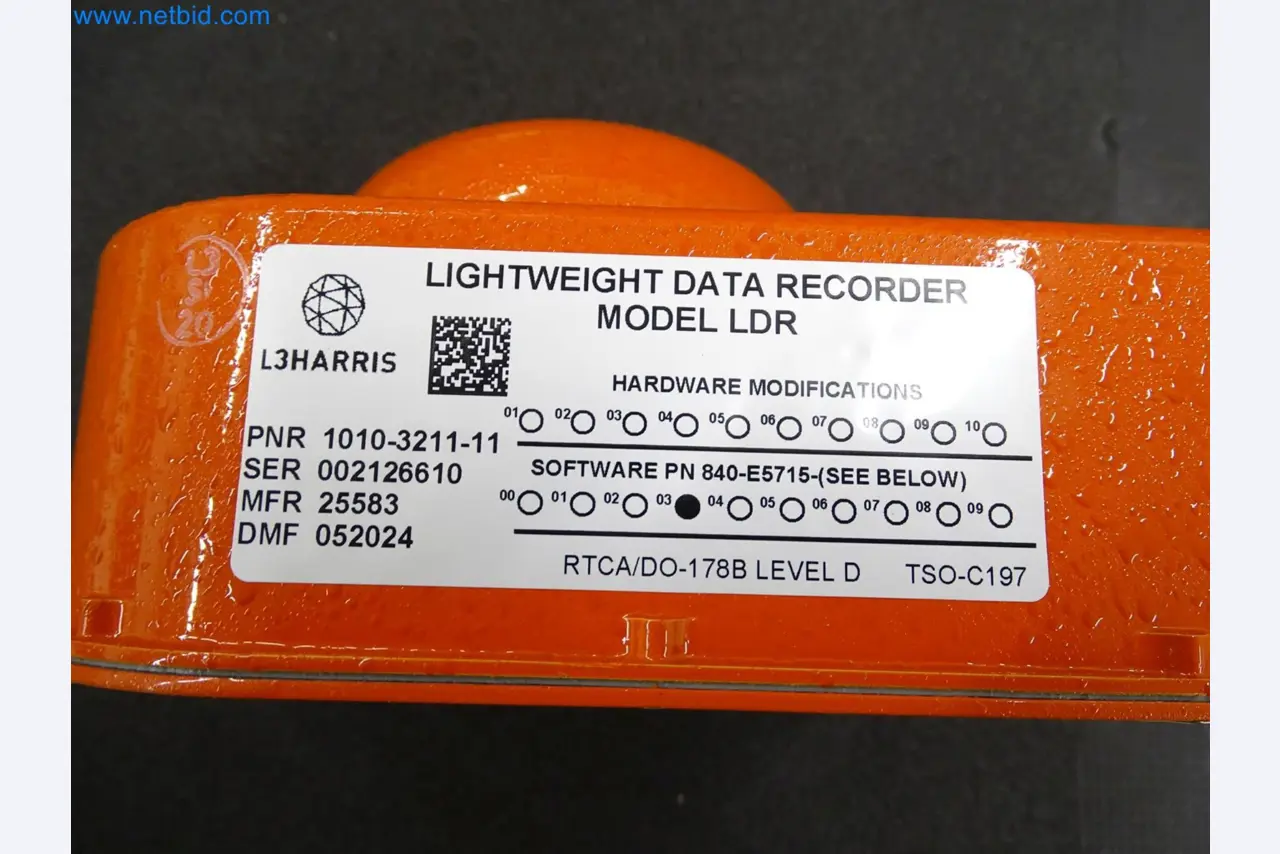 www.netbid.com
LIGHTWEIGHT DATA RECORDER
MODEL LDR
L3HARRIS
HARDWARE MODIFICATIONS
01 02 03 04 05 06 07 08 09 10
PNR 1010-3211-11
SER 002126610
MFR 25583
DMF 052024
SOFTWARE PN 840-E5715-(SEE BELOW)
00 01 02 03 04 05 06 07 08 09
RTCA/DO-178B LEVEL D TSO-C197
20